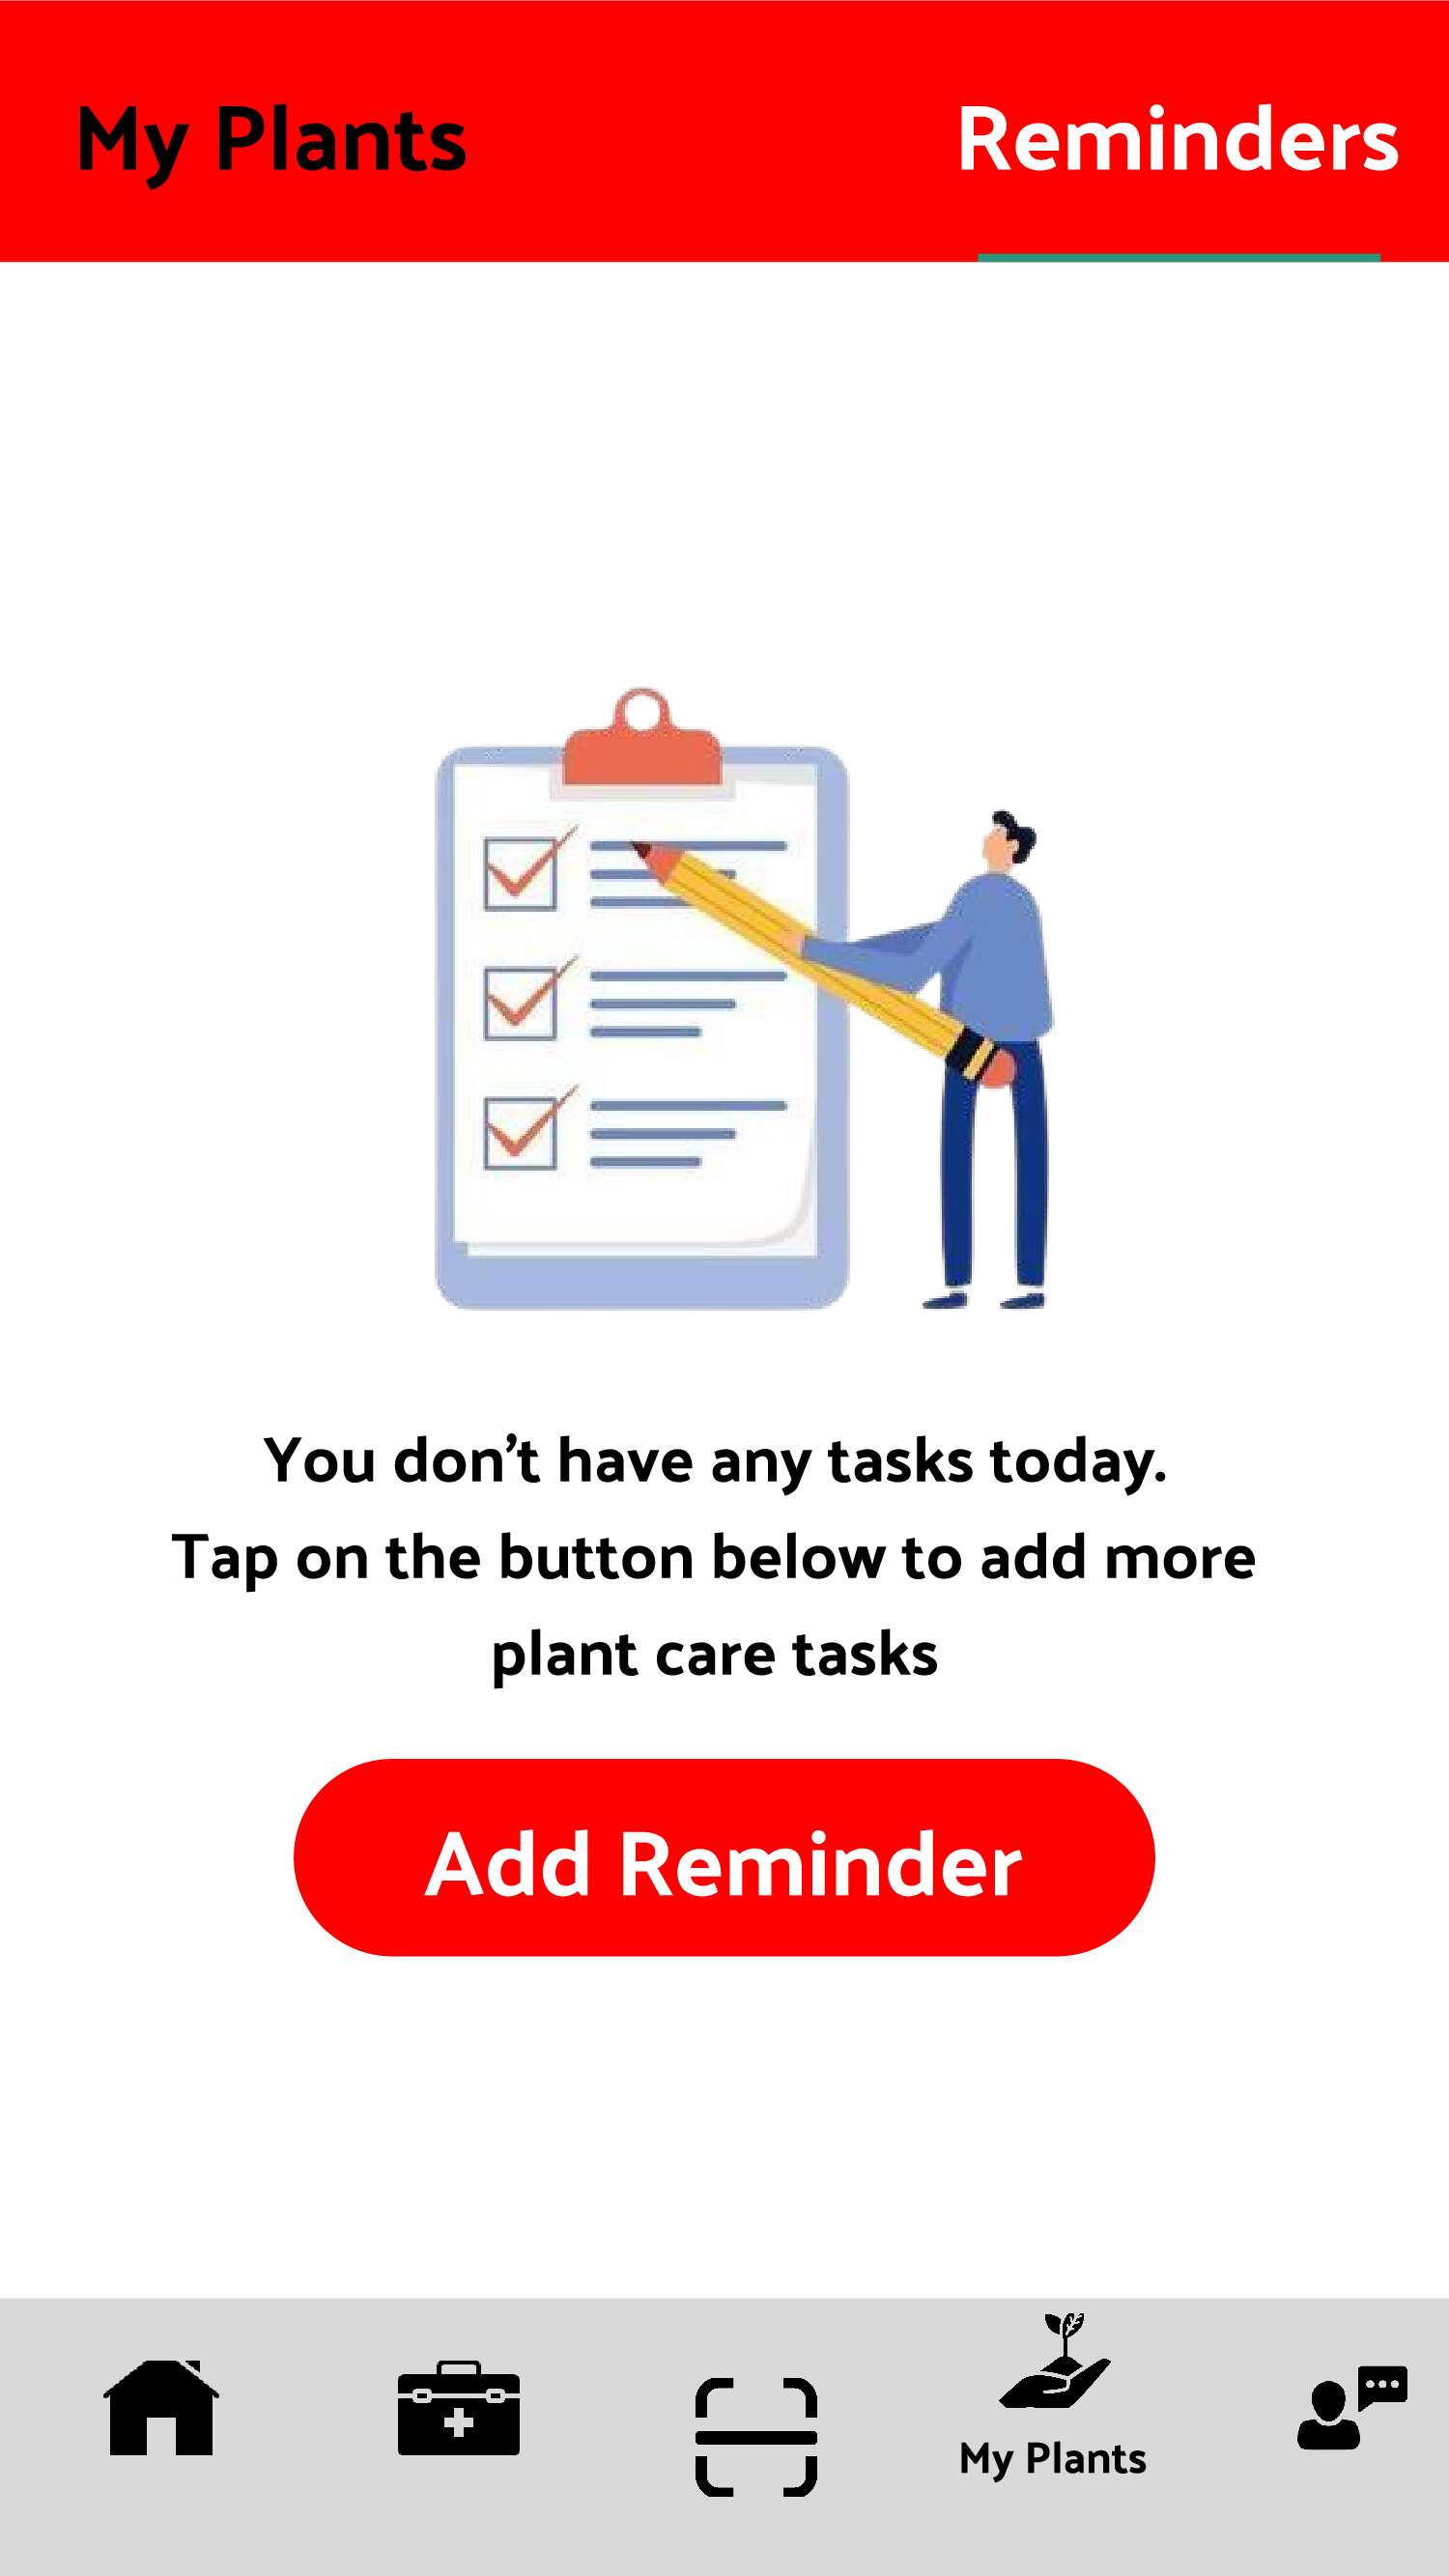 My Plants
Reminders
You don’t have any tasks today.
Tap on the button below to add more
plant care tasks
Add Reminder
My Plants